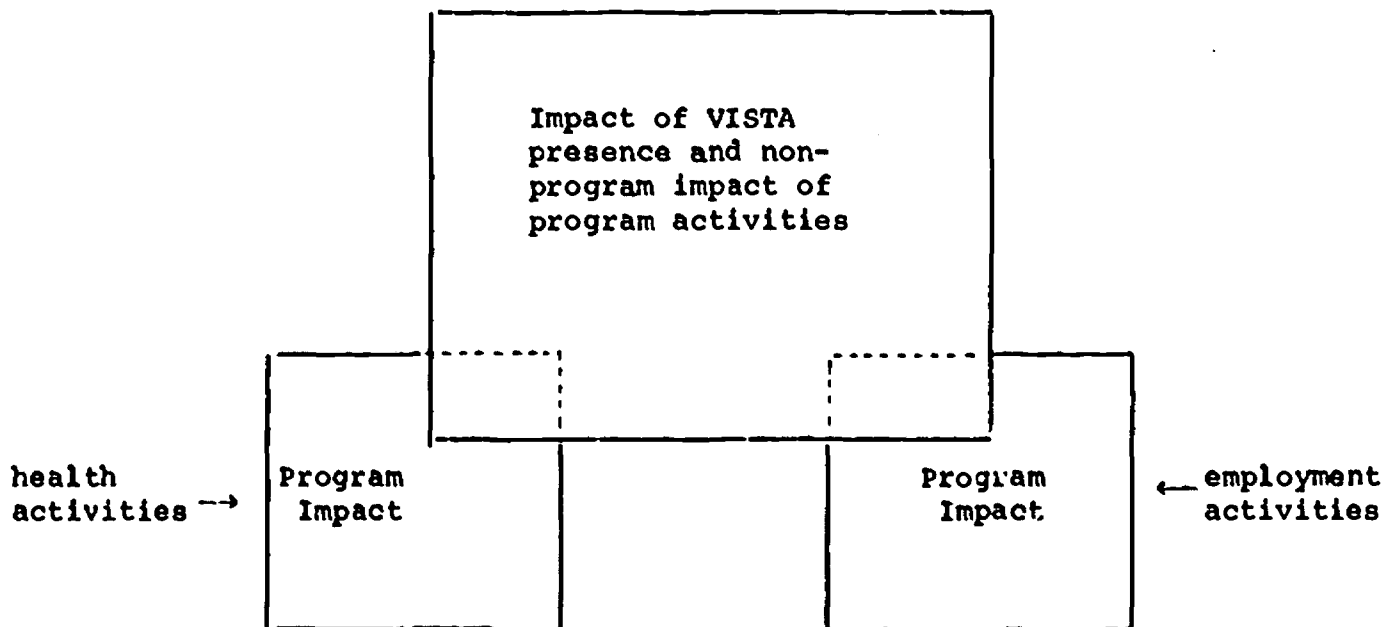 Impact of VISTA
presence and non-
program impact of
program activities
health
activities →
Program
Impact
Program
Impact
← employment
activities